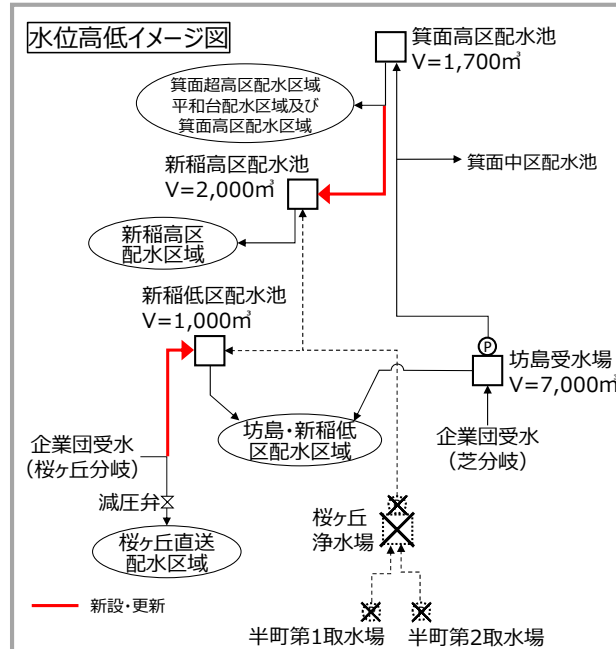 水位高低イメージ図
箕面高区配水池
V=1,700㎥
箕面超高区配水区域
平和台配水区域及び
箕面高区配水区域
箕面中区配水池
新稲高区配水池
V=2,000㎥
新稲高区
配水区域
新稲低区配水池
V=1,000㎥
P
坊島受水場
V=7,000㎥
坊島・新稲低
区配水区域
企業団受水
(桜ヶ丘分岐)
企業団受水
(芝分岐)
減圧弁
桜ヶ丘直送
配水区域
桜ヶ丘
浄水場
新設・更新
半町第1取水場
半町第2取水場